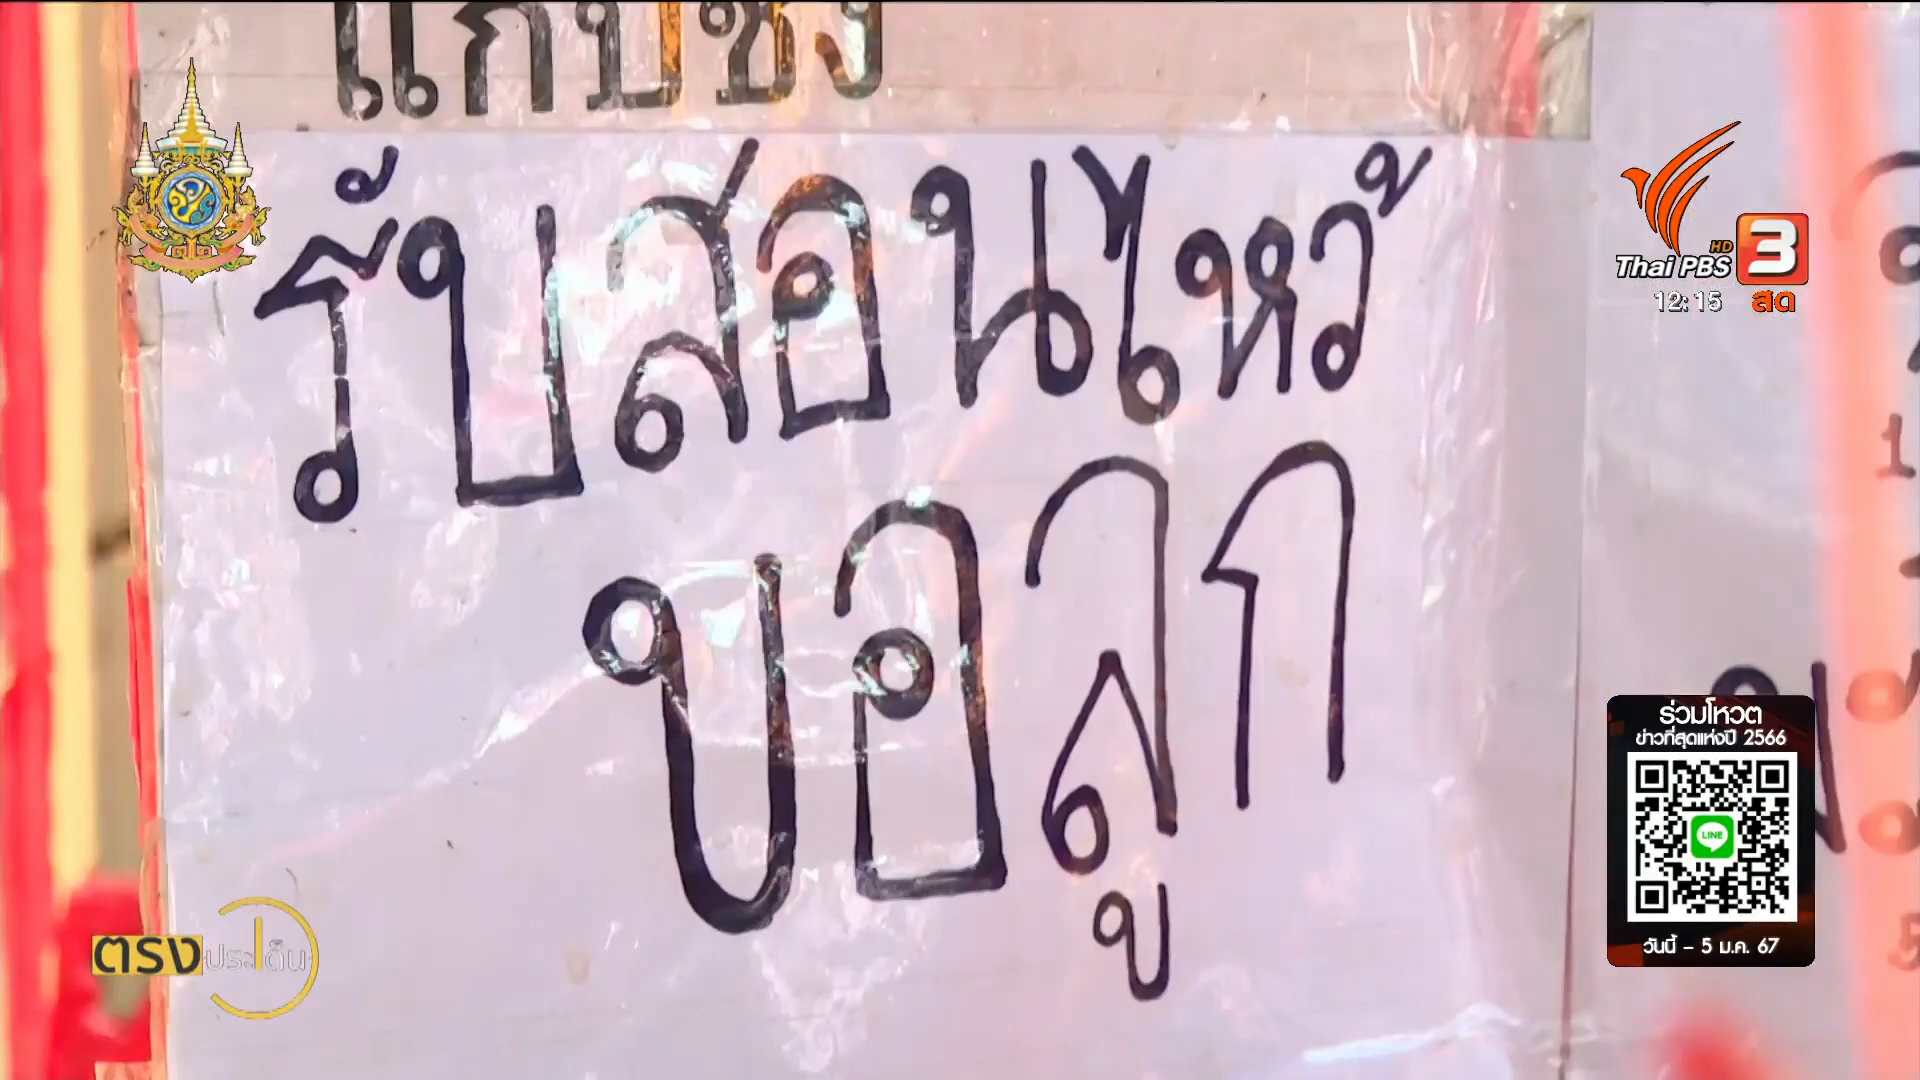 แก้ปีชง
รับสอนไหว้
ขอลูก
HD
Thai PBS 3
12:15 สด
ร่วมโหวต
ข่าวที่สุดแห่งปี 2566
LINE
วันนี้ - 5 ม.ค. 67
ตรงประเด็น